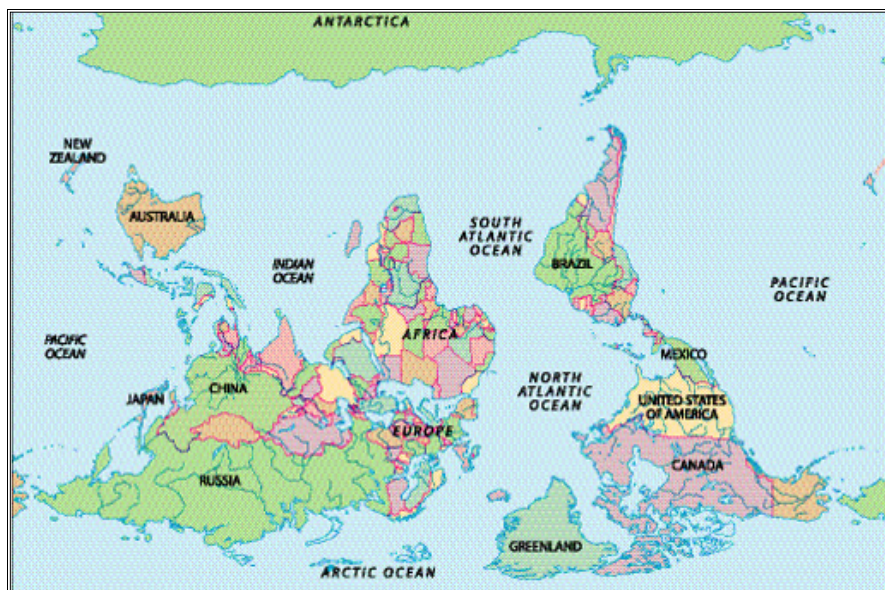 ANTARCTICA
NEW
ZEALAND
AUSTRALIA
SOUTH
ATLANTIC
OCEAN
BRAZIL
INDIAN
OCEAN
PACIFIC
OCEAN
PACIFIC
OCEAN
AFRICA
MEXICO
JAPAN
CHINA
NORTH
ATLANTIC
OCEAN
UNITED STATES
OF AMERICA
EUROPE
RUSSIA
CANADA
GREENLAND
ARCTIC OCEAN